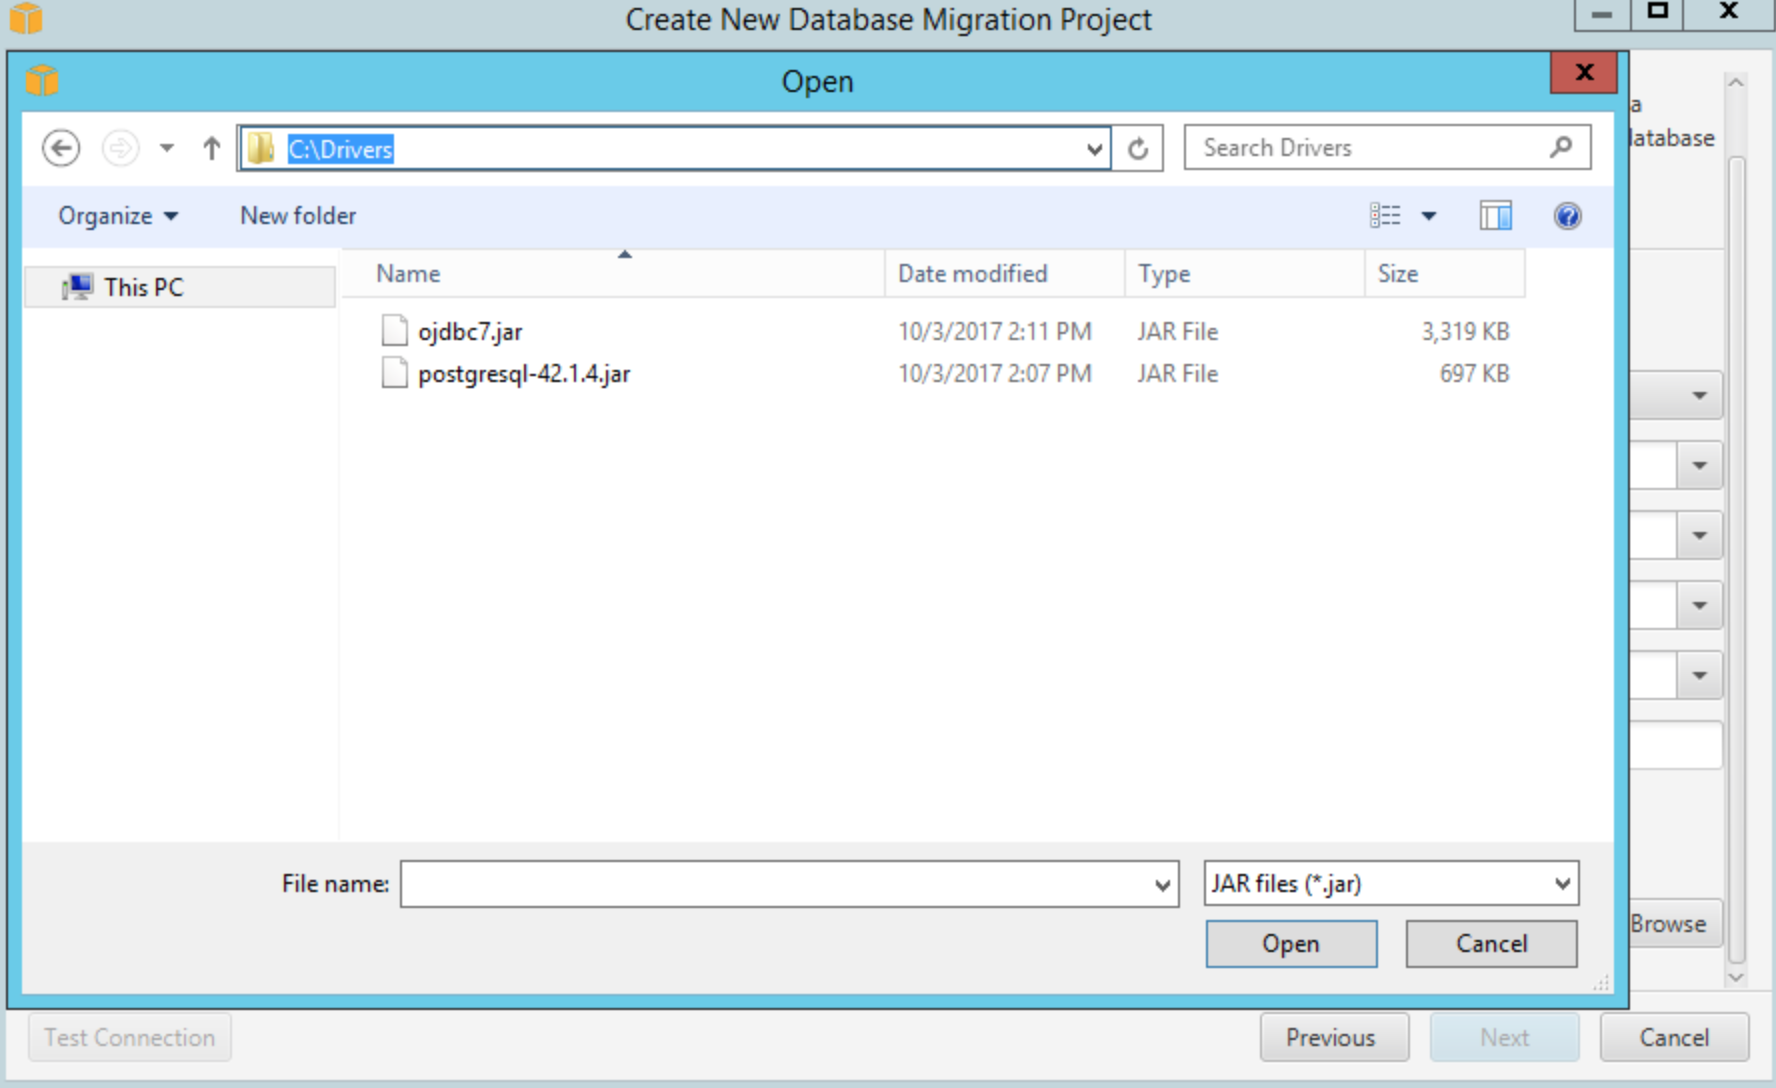 Create New Database Migration Project
Open
a
C:\Drivers
Search Drivers
database
Organize
New folder
Name
Date modified
Type
Size
This PC
ojdbc7.jar 10/3/2017 2:11 PM JAR File 3,319 KB
postgresql-42.1.4.jar 10/3/2017 2:07 PM JAR File 697 KB
File name:
JAR files (*.jar)
Open
Cancel
Browse
Test Connection
Previous
Next
Cancel